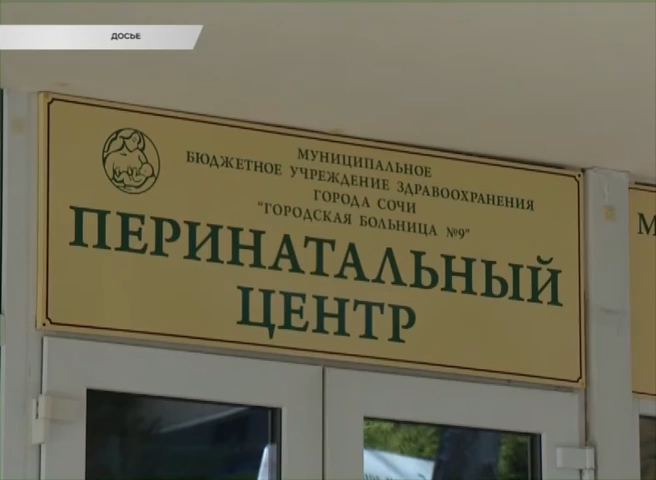 ДОСЬЕ
МУНИЦИПАЛЬНОЕ
БЮДЖЕТНОЕ УЧРЕЖДЕНИЕ ЗДРАВООХРАНЕНИЯ
ГОРОДА СОЧИ
"ГОРОДСКАЯ БОЛЬНИЦА №9"
ПЕРИНАТАЛЬНЫЙ
ЦЕНТР
М